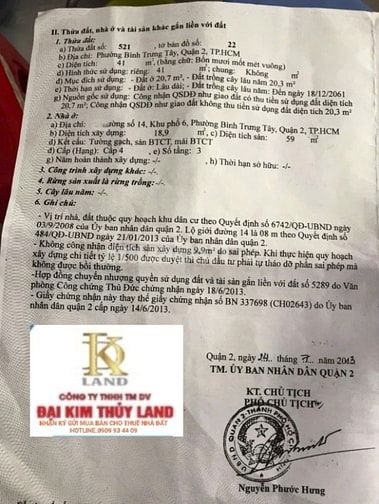 II. Thửa đất, nhà ở và tài sản khác gắn liền với đất
1. Thửa đất:
a) Thửa đất số: 521, tờ bản đồ số: 22
b) Địa chỉ: Phường Bình Trưng Tây, Quận 2, TP.HCM
c) Diện tích: 41 m², (bằng chữ: Bốn mươi mốt mét vuông)
d) Hình thức sử dụng: riêng: 41 m²; chung: Không m²
đ) Mục đích sử dụng: - Đất ở 20,7 m², - Đất trồng cây lâu năm 20,3 m²
e) Thời hạn sử dụng: - Đất ở: Lâu dài; - Đất trồng cây lâu năm: Đến ngày 18/12/2061
g) Nguồn gốc sử dụng: Công nhận QSDĐ như giao đất có thu tiền sử dụng đất diện tích
20,7 m²; Công nhận QSDĐ như giao đất không thu tiền sử dụng đất diện tích 20,3 m²
2. Nhà ở:
a) Địa chỉ: ường số 14, Khu phố 6, Phường Bình Trưng Tây, Quận 2, TP.HCM
b) Diện tích xây dựng: 18,9 m², c) Diện tích sàn: 59 m²
d) Kết cấu: Tường gạch, sàn BTCT, mái BTCT
đ) Cấp (Hạng): Cấp 4 e) Số tầng: 3
g) Năm hoàn thành xây dựng: -/- h) Thời hạn sở hữu: -/-
3. Công trình xây dựng khác: -/-
4. Rừng sản xuất là rừng trồng: -/-
5. Cây lâu năm: -/-
6. Ghi chú:
- Vị trí nhà, đất thuộc quy hoạch khu dân cư theo Quyết định số 6742/QĐ-UBND ngày
03/9/2008 của Ủy ban nhân dân quận 2. Lộ giới đường 14 là 08 m theo Quyết định số
484/QĐ-UBND ngày 21/01/2013 của Ủy ban nhân dân quận 2.
- Không công nhận diện tích sàn xây dựng 9,9m² do sai phép. Khi thực hiện quy hoạch
xây dựng chi tiết tỷ lệ 1/500 được duyệt thì chủ đầu tư phải tự tháo dỡ phần sai phép mà
không được bồi thường.
-Hợp đồng chuyển nhượng quyền sử dụng đất và tài sản gắn liền với đất số 5289 do Văn
phòng Công chứng Thủ Đức chứng nhận ngày 18/6/2013.
- Giấy chứng nhận này thay thế giấy chứng nhận số BN 337698 (CH02643) do Ủy ban
nhân dân quận 2 cấp ngày 14/6/2013.
Quận 2, ngày tháng 7 năm 2013
TM. ỦY BAN NHÂN DÂN QUẬN 2
KT. CHỦ TỊCH
PHÓ CHỦ TỊCH
Nguyễn Phước Hưng
LAND
CÔNG TY TNHH TM DV
ĐẠI KIM THỦY LAND
NHẬN KÝ GỬI MUA BÁN CHO THUÊ NHÀ ĐẤT
HOTLINE.0909 93 44 09